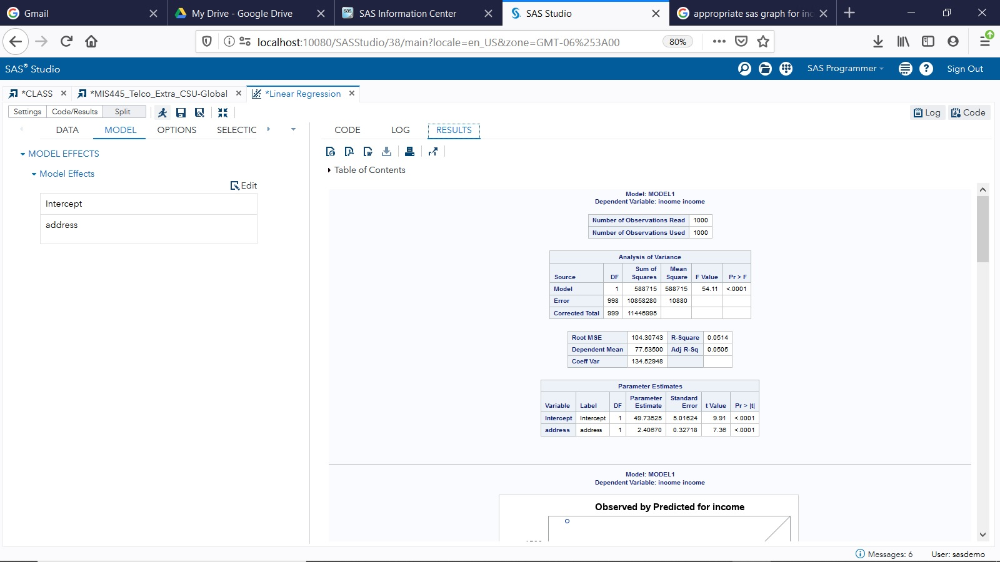 Gmail
My Drive - Google Drive
SAS Information Center
SAS Studio
appropriate sas graph for inc
localhost:10080/SASStudio/38/main?locale=en_US&zone=GMT-06%253A00
80%
SAS® Studio
SAS Programmer
Sign Out
*CLASS
*MIS445_Telco_Extra_CSU-Global
*Linear Regression
Settings
Code/Results
Split
Log
Code
DATA
MODEL
OPTIONS
SELECTIC
CODE
LOG
RESULTS
MODEL EFFECTS
Model Effects
Edit
Intercept
address
Table of Contents
Model: MODEL1
Dependent Variable: income income
Number of Observations Read 1000
Number of Observations Used 1000
Analysis of Variance
Source DF Sum of Squares Mean Square F Value Pr > F
Model 1 588715 588715 54.11 <.0001
Error 998 10858280 10880
Corrected Total 999 11446995
Root MSE 104.30743 R-Square 0.0514
Dependent Mean 77.53500 Adj R-Sq 0.0505
Coeff Var 134.52948
Parameter Estimates
Variable Label DF Parameter Estimate Standard Error t Value Pr > |t|
Intercept Intercept 1 49.73525 5.01624 9.91 <.0001
address address 1 2.40670 0.32718 7.36 <.0001
Model: MODEL1
Dependent Variable: income income
Observed by Predicted for income
Messages: 6
User: sasdemo